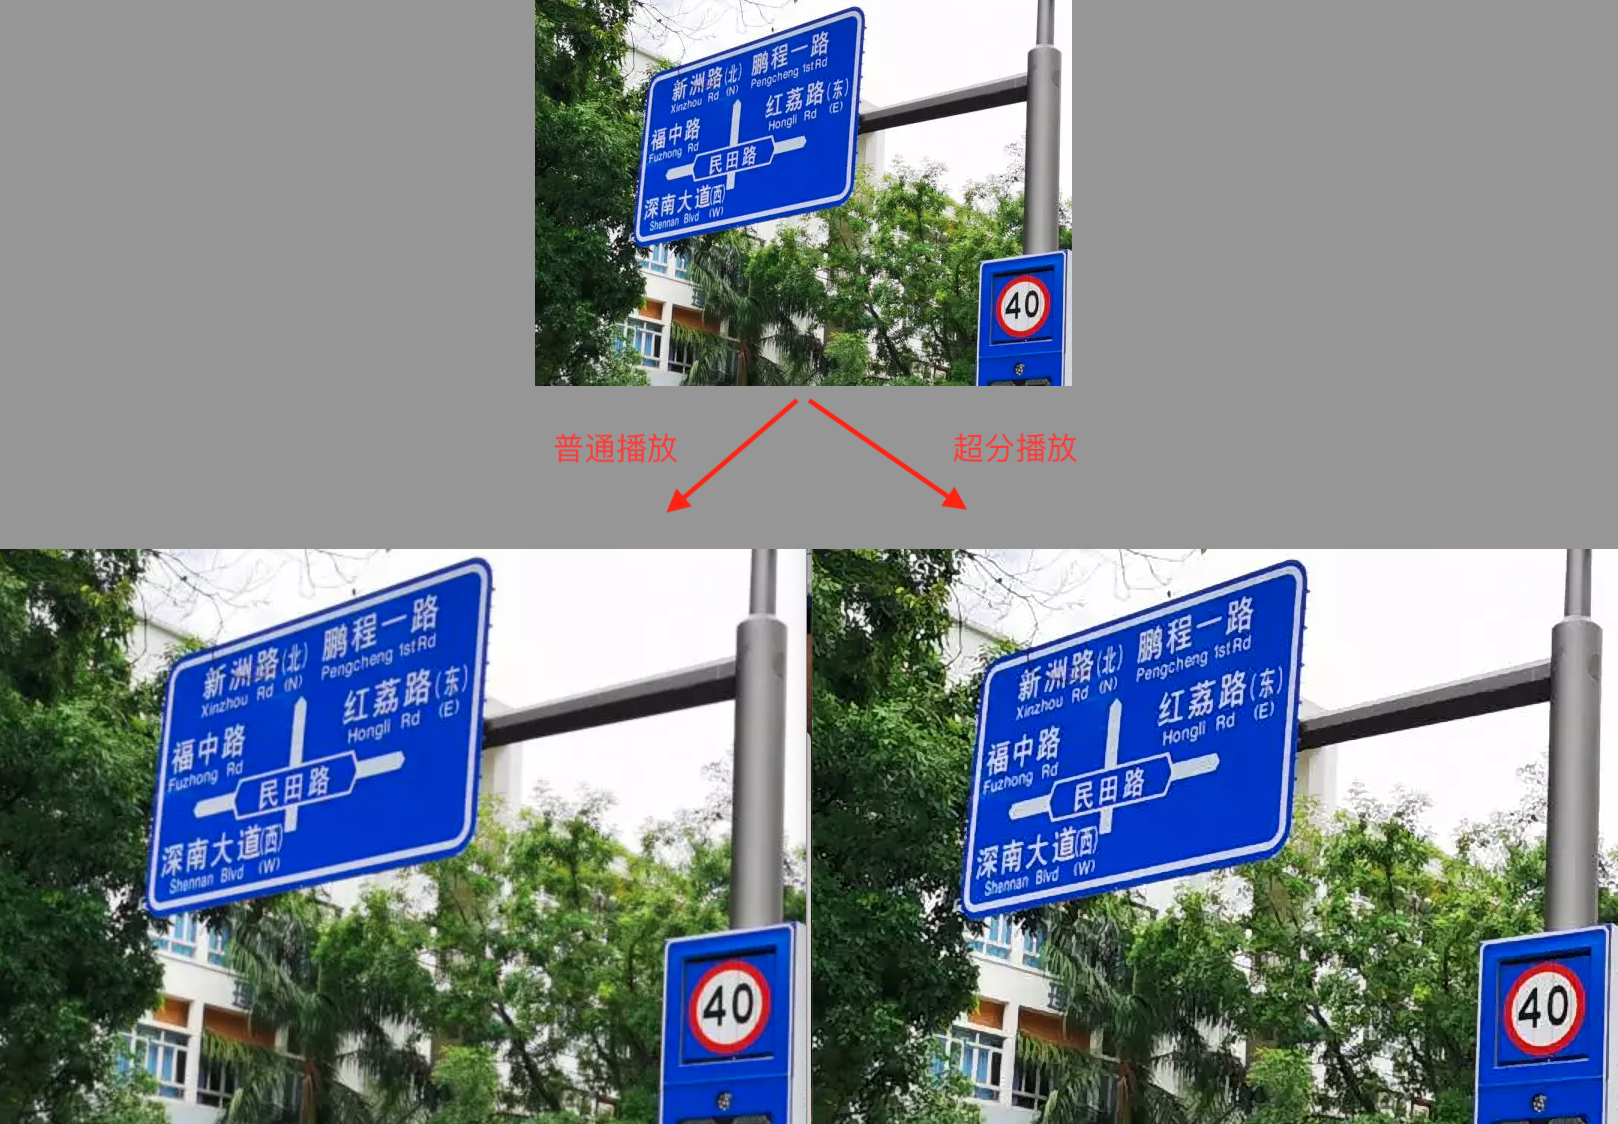 新洲路(北) 鹏程一路
Xinzhou Rd (N) Pengcheng 1st Rd
红荔路(东)
Hongli Rd (E)
福中路
Fuzhong Rd
民田路
深南大道(西)
Shennan Blvd (W)
40
普通播放
超分播放
新洲路(北) 鹏程一路
Xinzhou Rd (N) Pengcheng 1st Rd
红荔路(东)
Hongli Rd (E)
福中路
Fuzhong Rd
民田路
深南大道(西)
Shennan Blvd (W)
40
新洲路(北) 鹏程一路
Xinzhou Rd (N) Pengcheng 1st Rd
红荔路(东)
Hongli Rd (E)
福中路
Fuzhong Rd
民田路
深南大道(西)
Shennan Blvd (W)
40